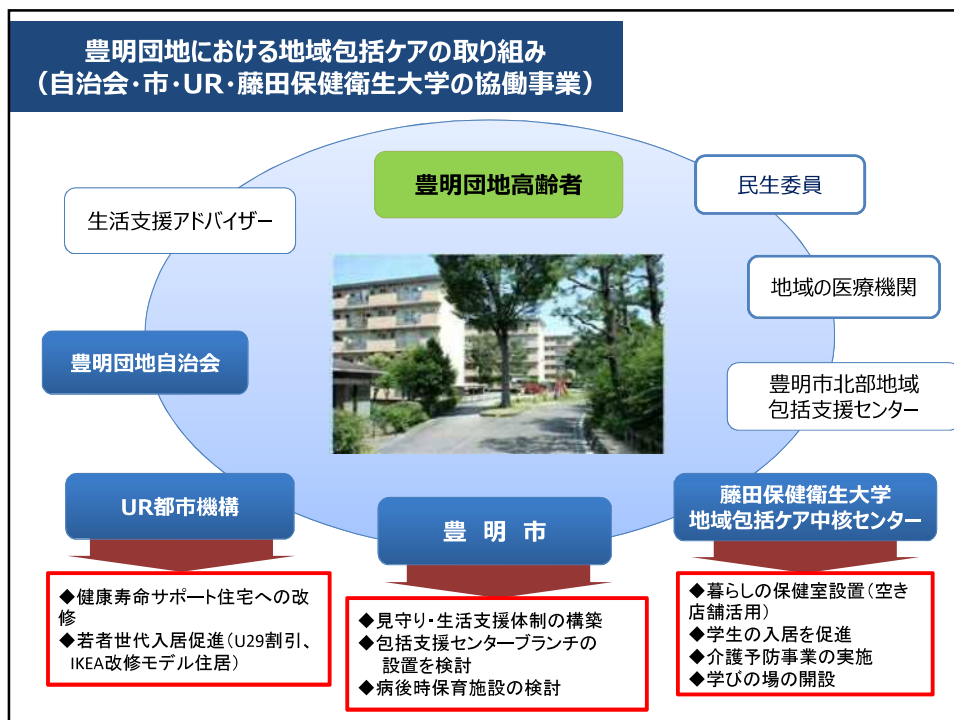 豊明団地における地域包括ケアの取り組み
（自治会・市・UR・藤田保健衛生大学の協働事業）
豊明団地高齢者
民生委員
生活支援アドバイザー
地域の医療機関
豊明団地自治会
豊明市北部地域
包括支援センター
UR都市機構
豊 明 市
藤田保健衛生大学
地域包括ケア中核センター
◆健康寿命サポート住宅への改
修
◆若者世代入居促進（U29割引、
IKEA改修モデル住居）
◆見守り・生活支援体制の構築
◆包括支援センターブランチの
設置を検討
◆病後時保育施設の検討
◆暮らしの保健室設置（空き
店舗活用）
◆学生の入居を促進
◆介護予防事業の実施
◆学びの場の開設